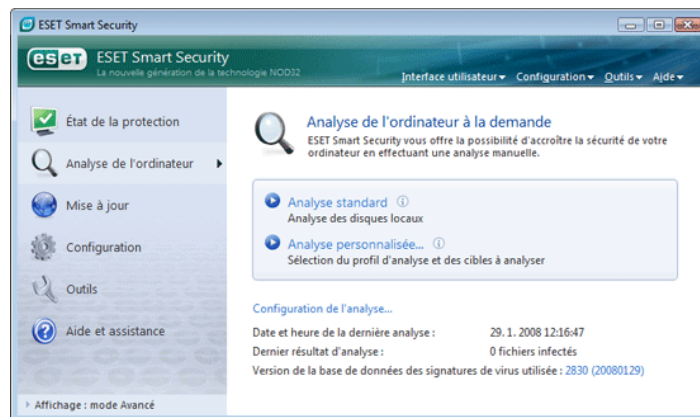 ESET Smart Security
eseT ESET Smart Security
La nouvelle génération de la technologie NOD32
Interface utilisateur Configuration Outils Aide
État de la protection
Analyse de l'ordinateur
Mise à jour
Configuration
Outils
Aide et assistance
Affichage : mode Avancé
Analyse de l'ordinateur à la demande
ESET Smart Security vous offre la possibilité d'accroître la sécurité de votre
ordinateur en effectuant une analyse manuelle.
Analyse standard
Analyse des disques locaux
Analyse personnalisée...
Sélection du profil d'analyse et des cibles à analyser
Configuration de l'analyse...
Date et heure de la dernière analyse : 29. 1. 2008 12:16:47
Dernier résultat d'analyse : 0 fichiers infectés
Version de la base de données des signatures de virus utilisée : 2830 (20080129)